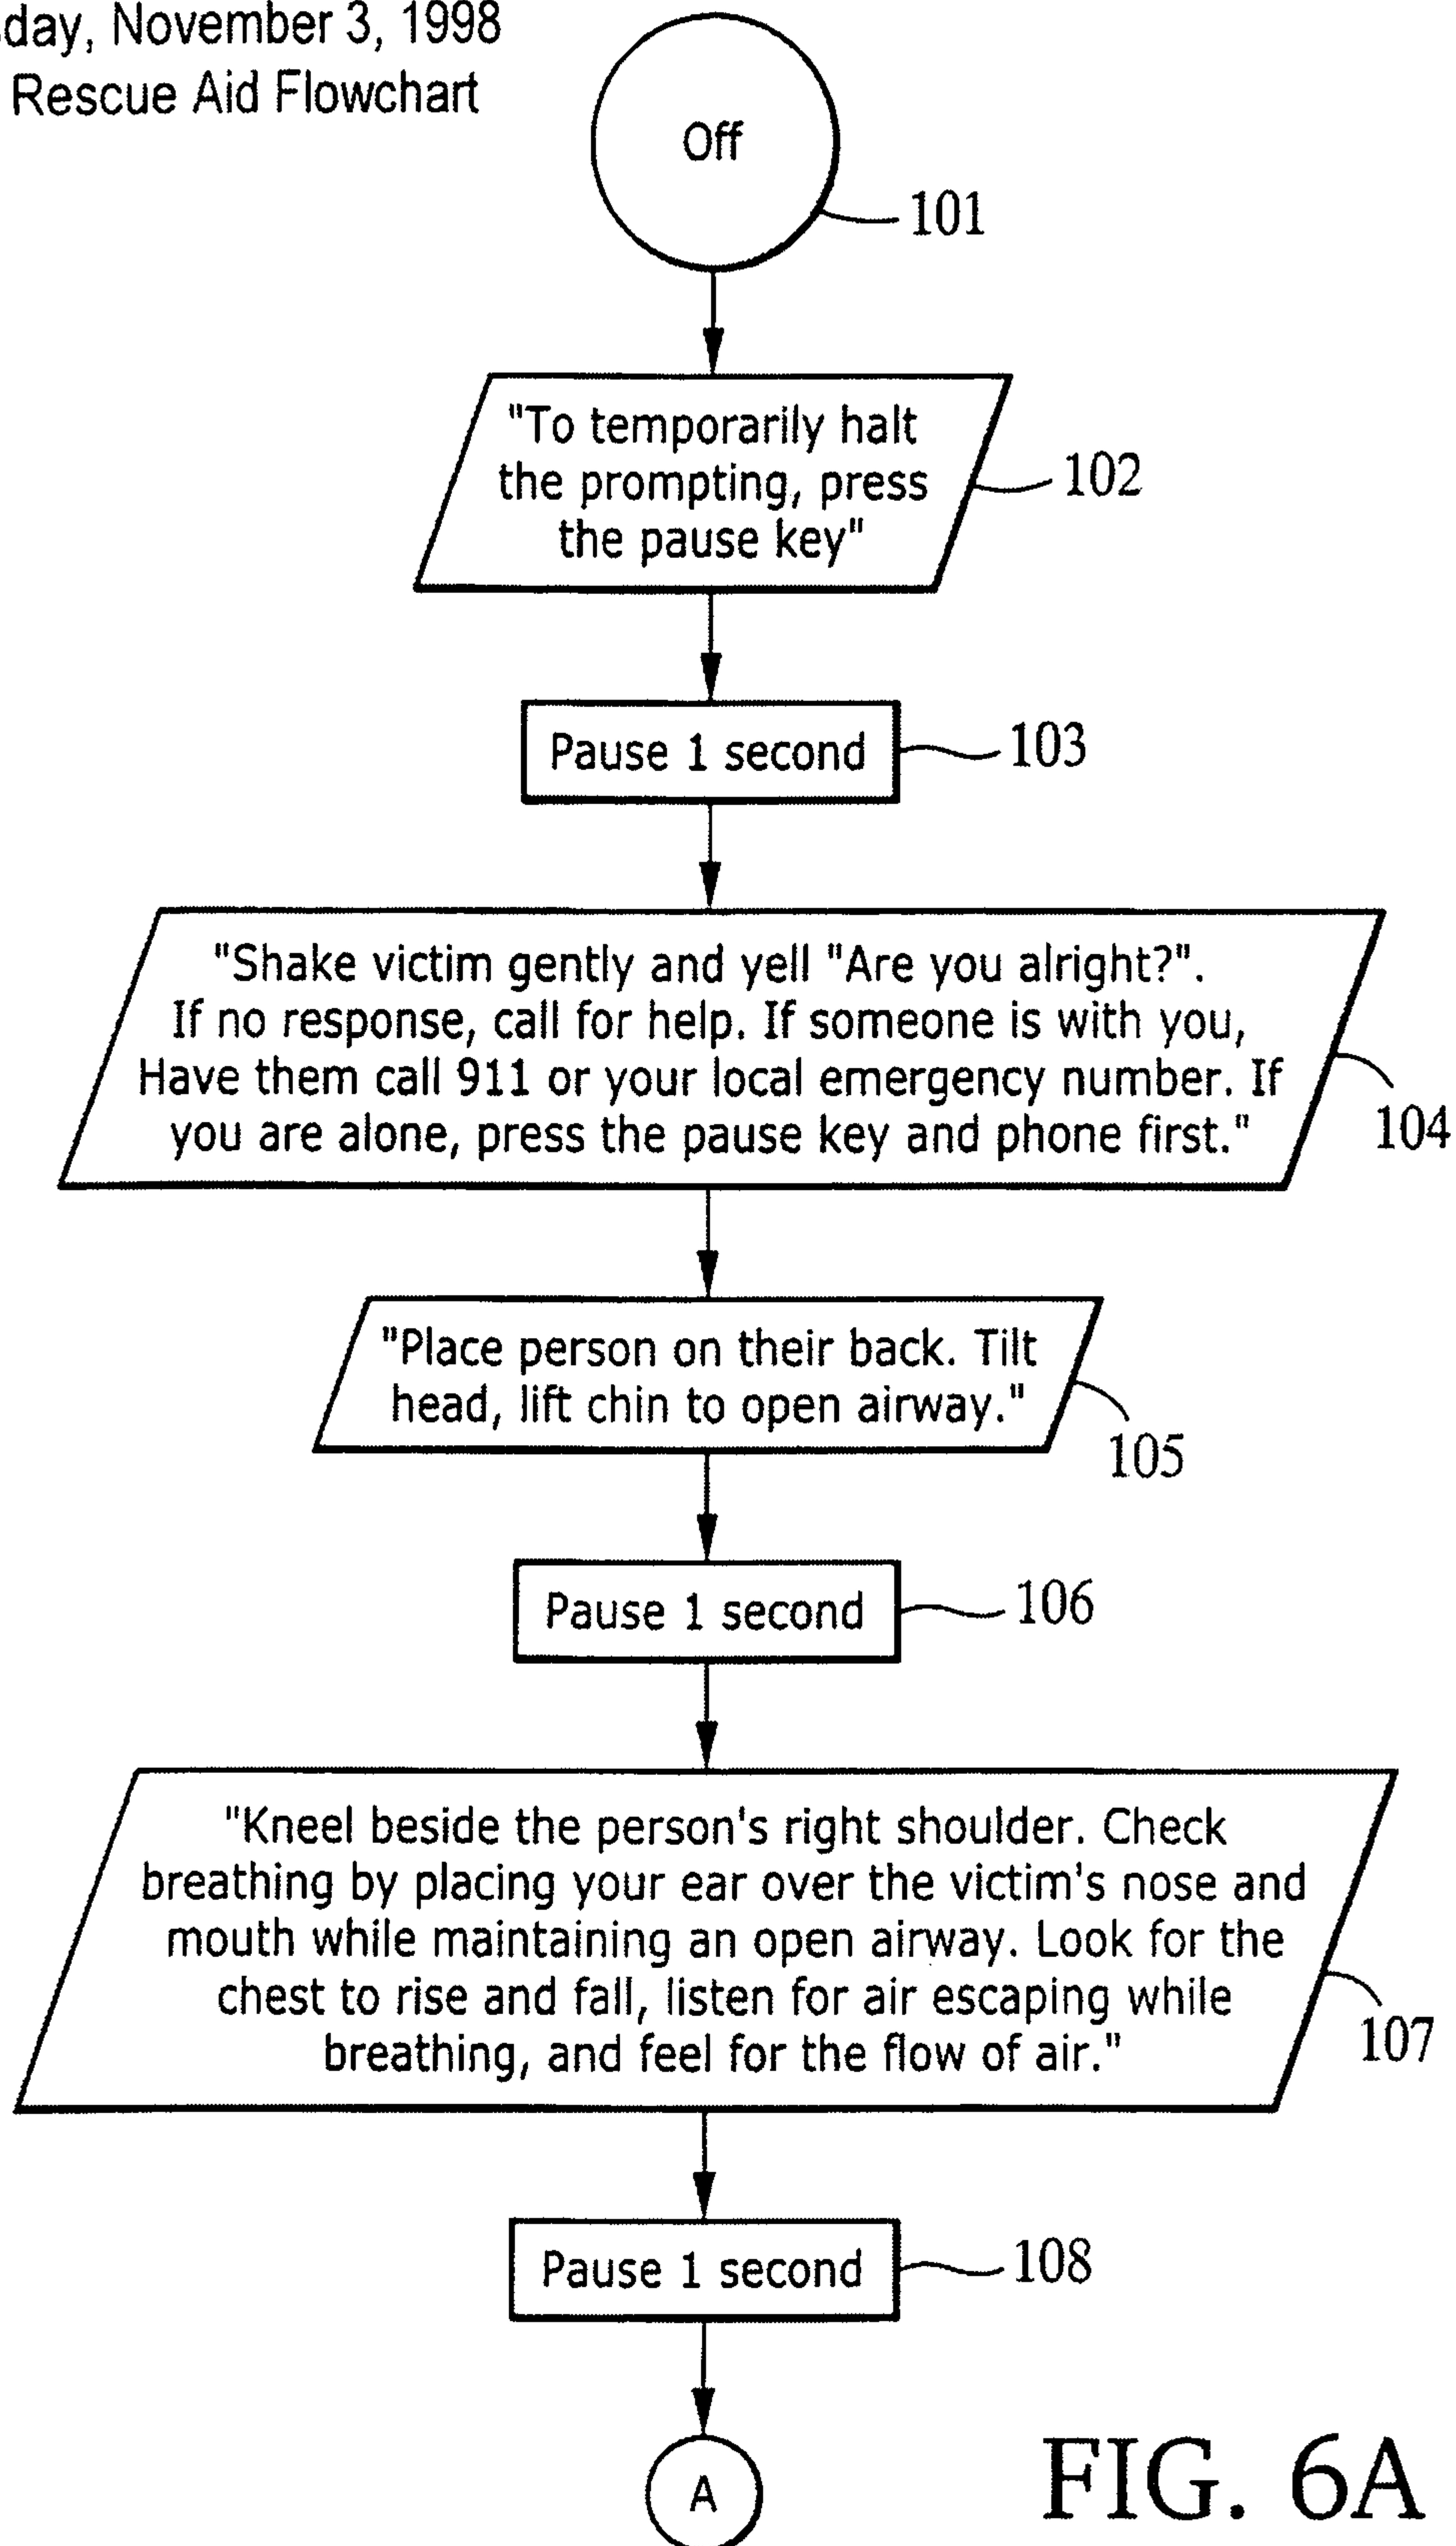 day, November 3, 1998
Rescue Aid Flowchart
Off
101
"To temporarily halt
the prompting, press
the pause key"
102
Pause 1 second
103
"Shake victim gently and yell "Are you alright?".
If no response, call for help. If someone is with you,
Have them call 911 or your local emergency number. If
you are alone, press the pause key and phone first."
104
"Place person on their back. Tilt
head, lift chin to open airway."
105
Pause 1 second
106
"Kneel beside the person's right shoulder. Check
breathing by placing your ear over the victim's nose and
mouth while maintaining an open airway. Look for the
chest to rise and fall, listen for air escaping while
breathing, and feel for the flow of air."
107
Pause 1 second
108
A
FIG. 6A